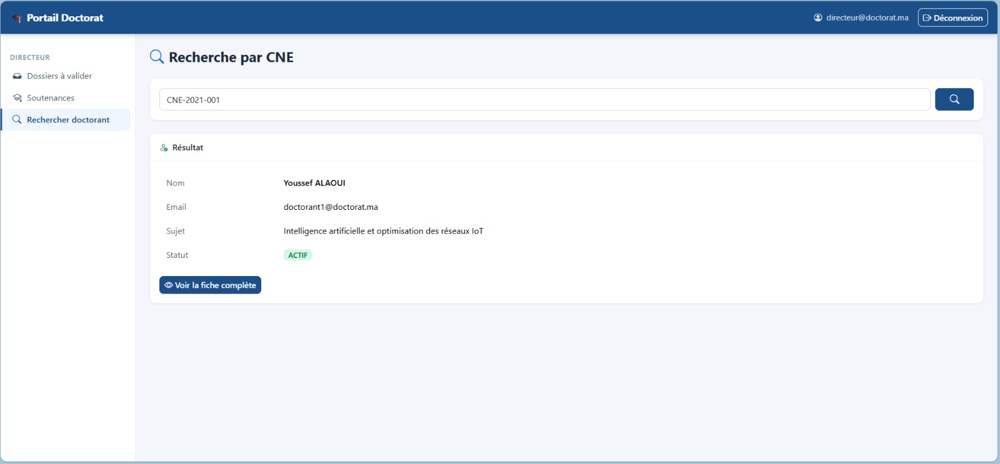 Portail Doctorat
directeur@doctorat.ma
Déconnexion
DIRECTEUR
Dossiers à valider
Soutenances
Rechercher doctorant
Recherche par CNE
CNE-2021-001
Résultat
Nom Youssef ALAOUI
Email doctorant1@doctorat.ma
Sujet Intelligence artificielle et optimisation des réseaux IoT
Statut ACTIF
Voir la fiche complète